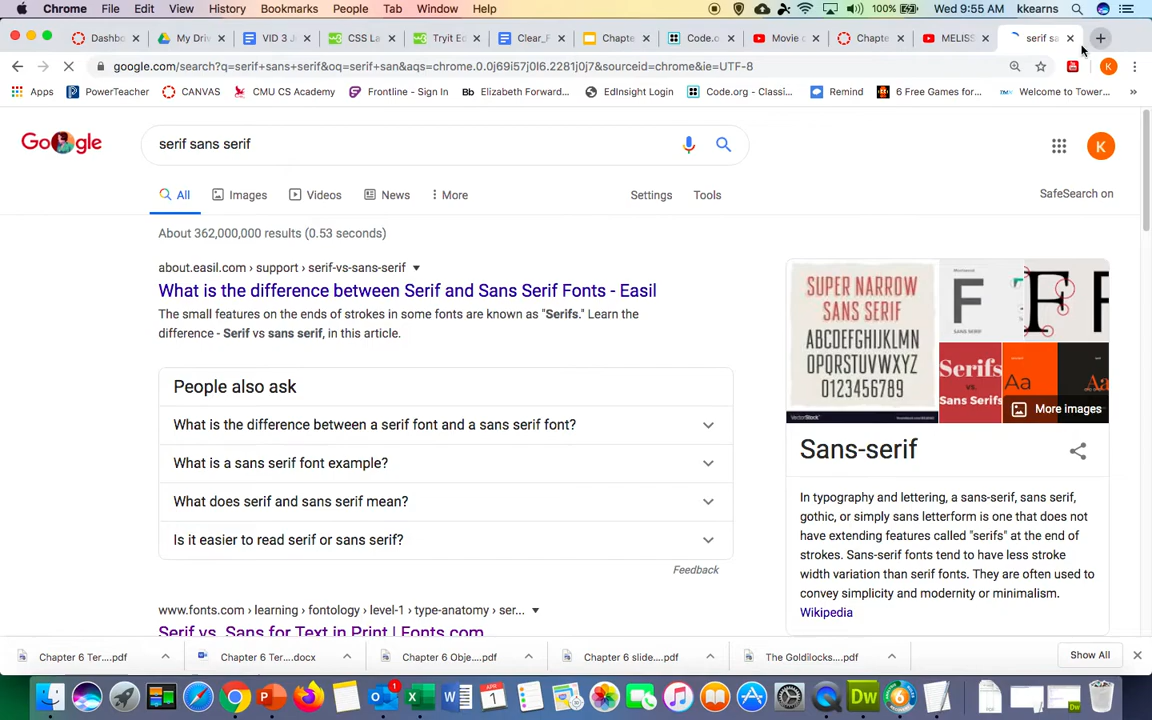 Chrome File Edit View History Bookmarks People Tab Window Help 100% Wed 9:55 AM kkearns
Dashbo My Driv VID 3 J CSS La Tryit Ed Clear_F Chapte Code.o Movie c Chapte MELISS serif sa
google.com/search?q=serif+sans+serif&oq=serif+san&aqs=chrome.0.0j69i57j0l6.2281j0j7&sourceid=chrome&ie=UTF-8
Apps PowerTeacher CANVAS CMU CS Academy Frontline - Sign In Bb Elizabeth Forward... EdInsight Login Code.org - Classi... Remind 6 Free Games for... Welcome to Tower... »
Google
serif sans serif
K
All Images Videos News More Settings Tools
SafeSearch on
About 362,000,000 results (0.53 seconds)
about.easil.com › support › serif-vs-sans-serif
What is the difference between Serif and Sans Serif Fonts - Easil
The small features on the ends of strokes in some fonts are known as "Serifs." Learn the
difference - Serif vs sans serif, in this article.
People also ask
What is the difference between a serif font and a sans serif font?
What is a sans serif font example?
What does serif and sans serif mean?
Is it easier to read serif or sans serif?
Feedback
www.fonts.com › learning › fontology › level-1 › type-anatomy › ser...
Serif vs. Sans for Text in Print | Fonts.com
SUPER NARROW
SANS SERIF
ABCDEFGHIJKLMN
OPQRSTUVWXYZ
0123456789
VectorStock
F
SANS SERIF
F
Serifs
vs.
Sans Serifs
Aa
Aa
More images
Sans-serif
In typography and lettering, a sans-serif, sans serif,
gothic, or simply sans letterform is one that does not
have extending features called "serifs" at the end of
strokes. Sans-serif fonts tend to have less stroke
width variation than serif fonts. They are often used to
convey simplicity and modernity or minimalism.
Wikipedia
Chapter 6 Ter....pdf Chapter 6 Ter....docx Chapter 6 Obje....pdf Chapter 6 slide....pdf The Goldilocks....pdf Show All
APR 1 1 Dw 6